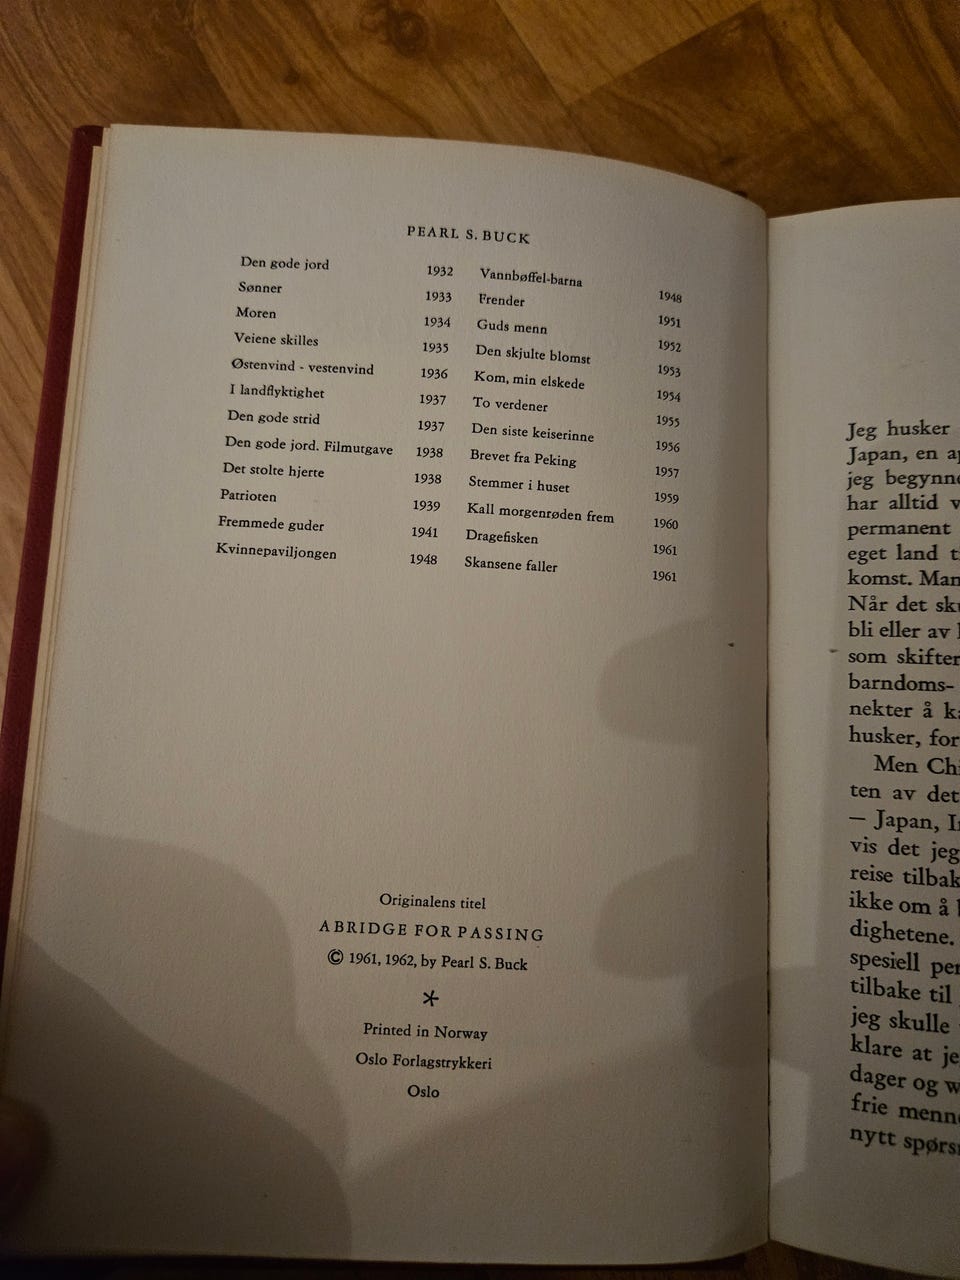 PEARL S. BUCK
Den gode jord 1932
Sønner 1933
Moren 1934
Veiene skilles 1935
Østenvind - vestenvind 1936
I landflyktighet 1937
Den gode strid 1937
Den gode jord. Filmutgave 1938
Det stolte hjerte 1938
Patrioten 1939
Fremmede guder 1941
Kvinnepaviljongen 1948
Vannbøffel-barna 1948
Frender 1951
Guds menn 1952
Den skjulte blomst 1953
Kom, min elskede 1954
To verdener 1955
Den siste keiserinne 1956
Brevet fra Peking 1957
Stemmer i huset 1959
Kall morgenrøden frem 1960
Dragefisken 1961
Skansene faller 1961
Originalens titel
A BRIDGE FOR PASSING
© 1961, 1962, by Pearl S. Buck
*
Printed in Norway
Oslo Forlagstrykkeri
Oslo
Jeg husker
Japan, en
jeg
har alltid
permanent
eget land
komst.
Når det
bli eller av
som skifter
barndoms-
nekter å
husker, for
Men
ten av det
— Japan,
vis det jeg
reise
ikke om å
dighetene.
spesiell
tilbake til
jeg skulle
klare at
dager og
frie
nytt